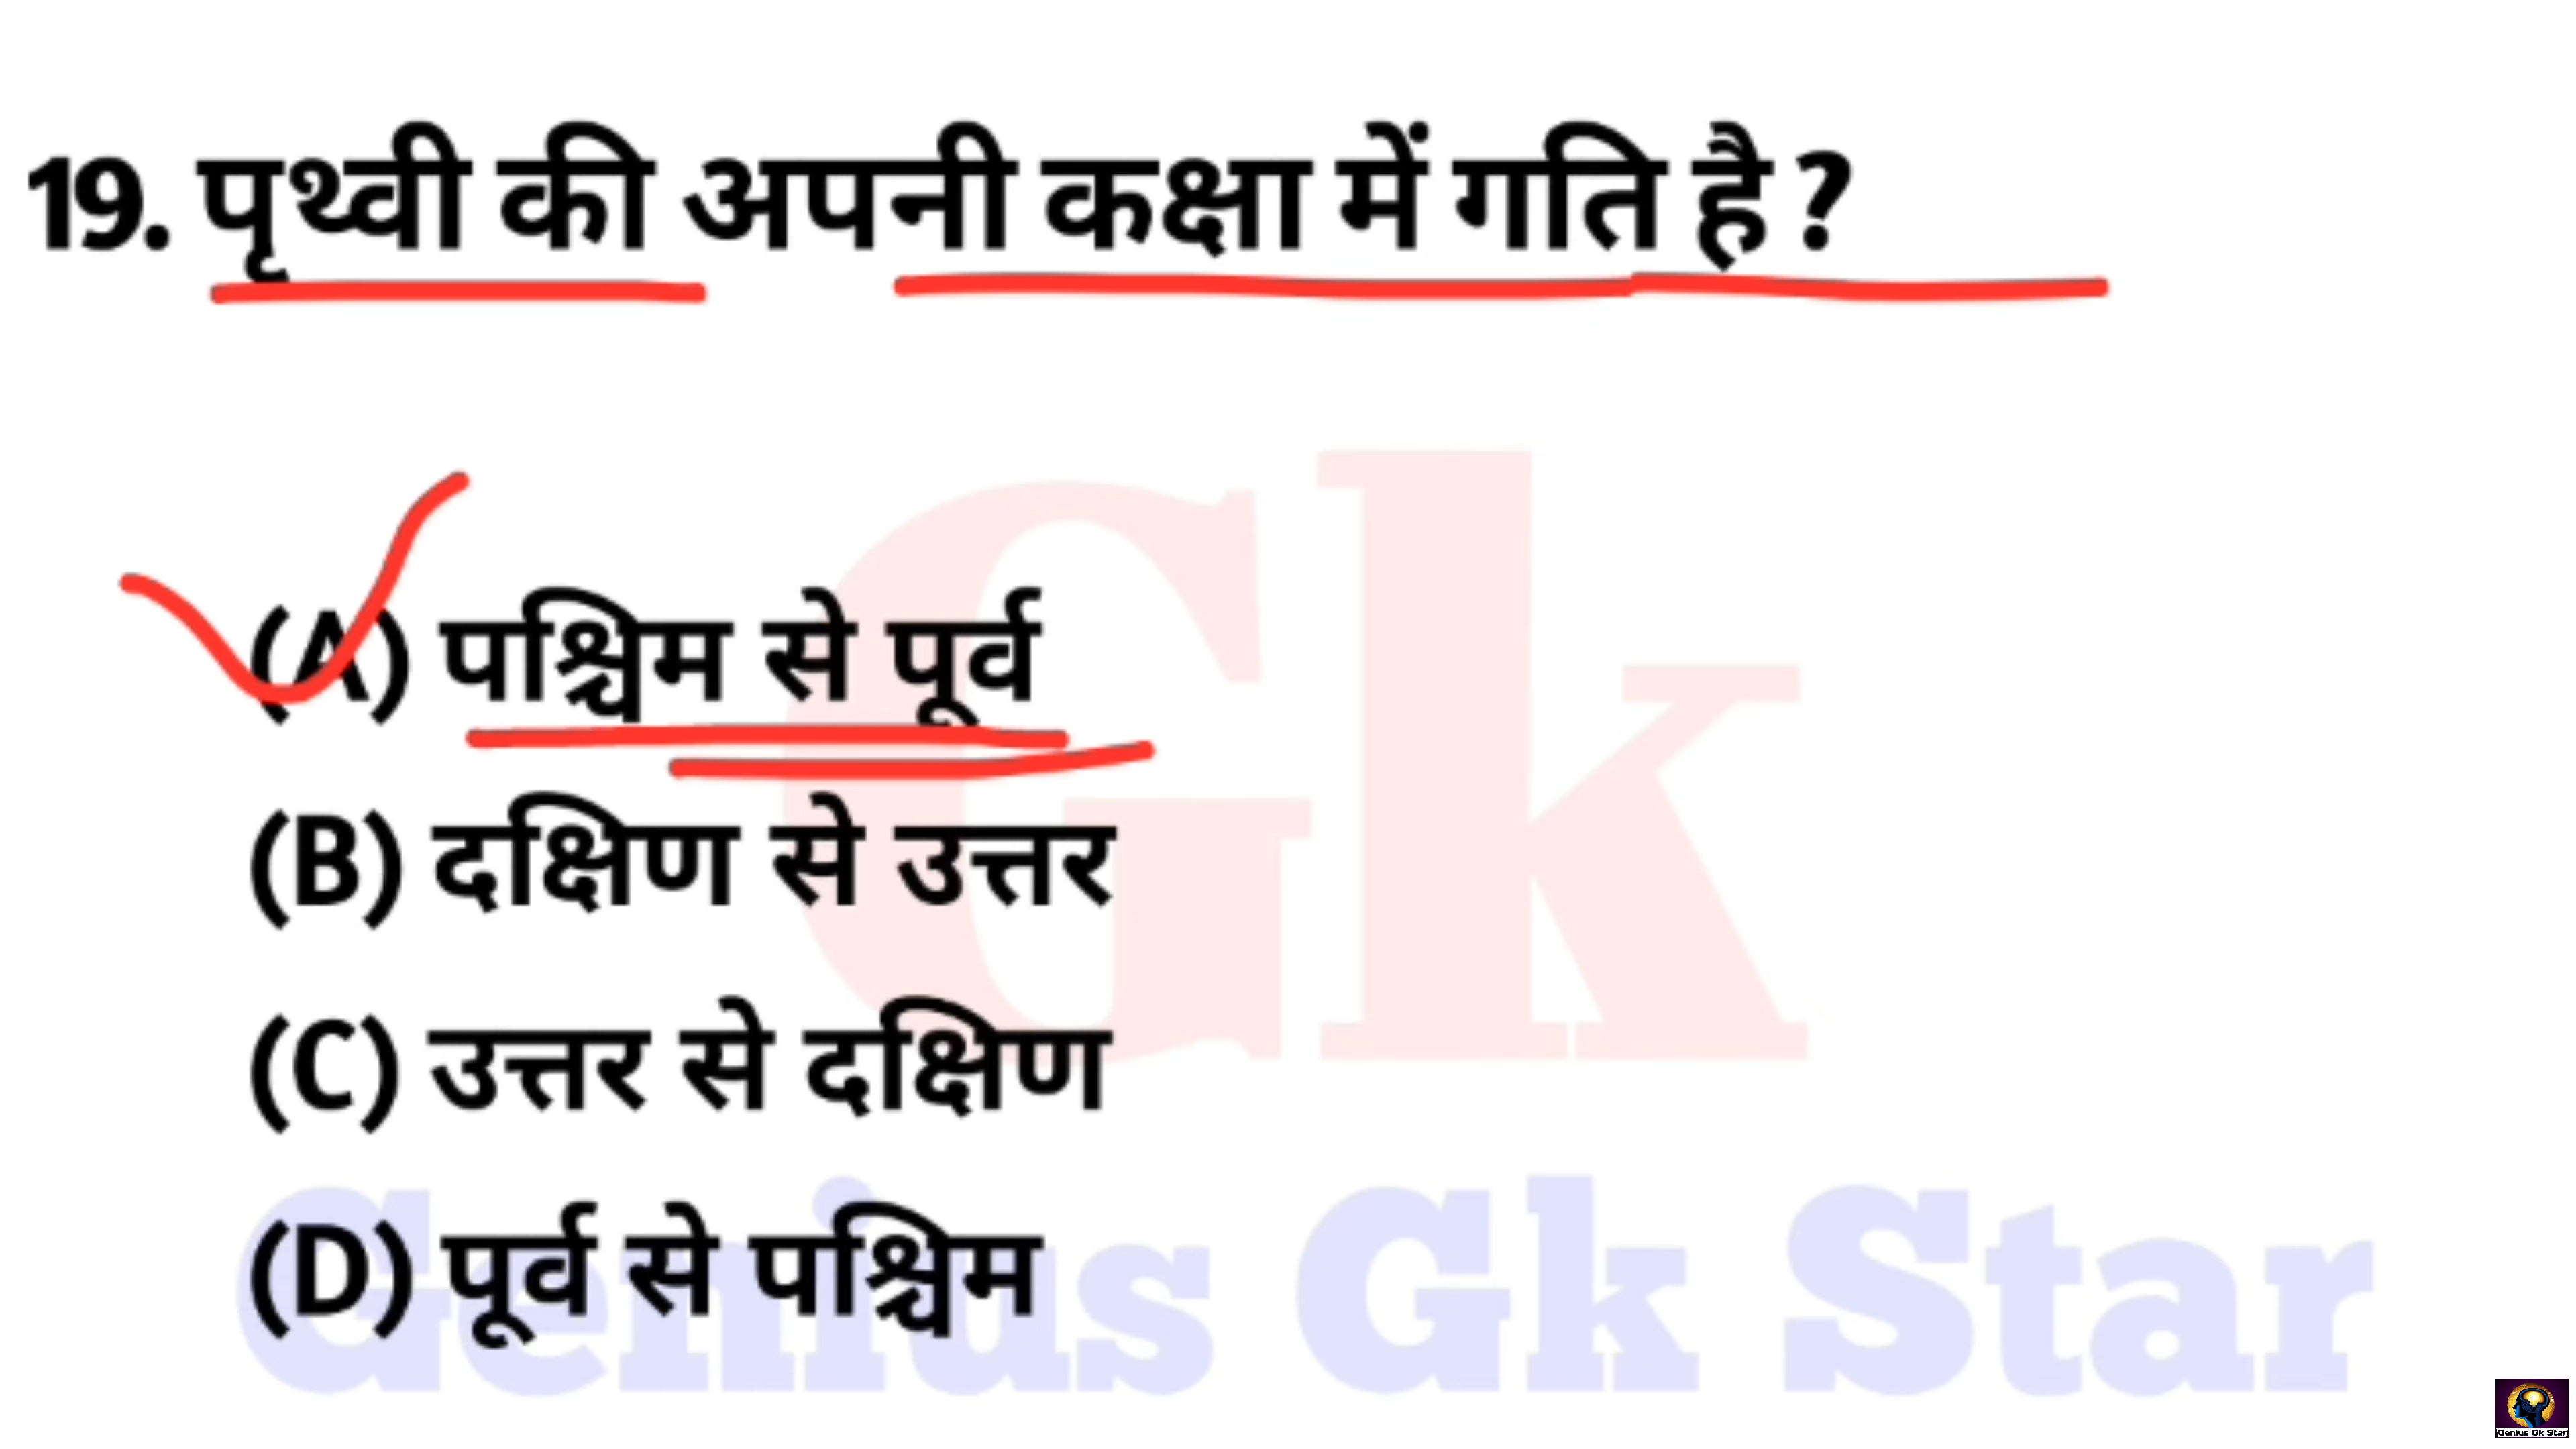 19. पृथ्वी की अपनी कक्षा में गति है ?
Gk
(A) पश्चिम से पूर्व
(B) दक्षिण से उत्तर
(C) उत्तर से दक्षिण
(D) पूर्व से पश्चिम
Genius Gk Star
Genius Gk Star